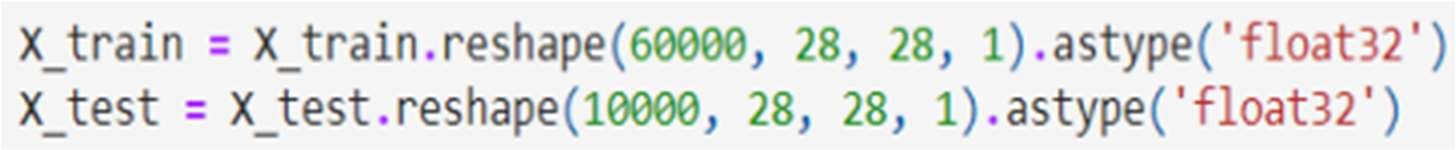 X_train = X_train.reshape(60000, 28, 28, 1).astype('float32')
X_test = X_test.reshape(10000, 28, 28, 1).astype('float32')